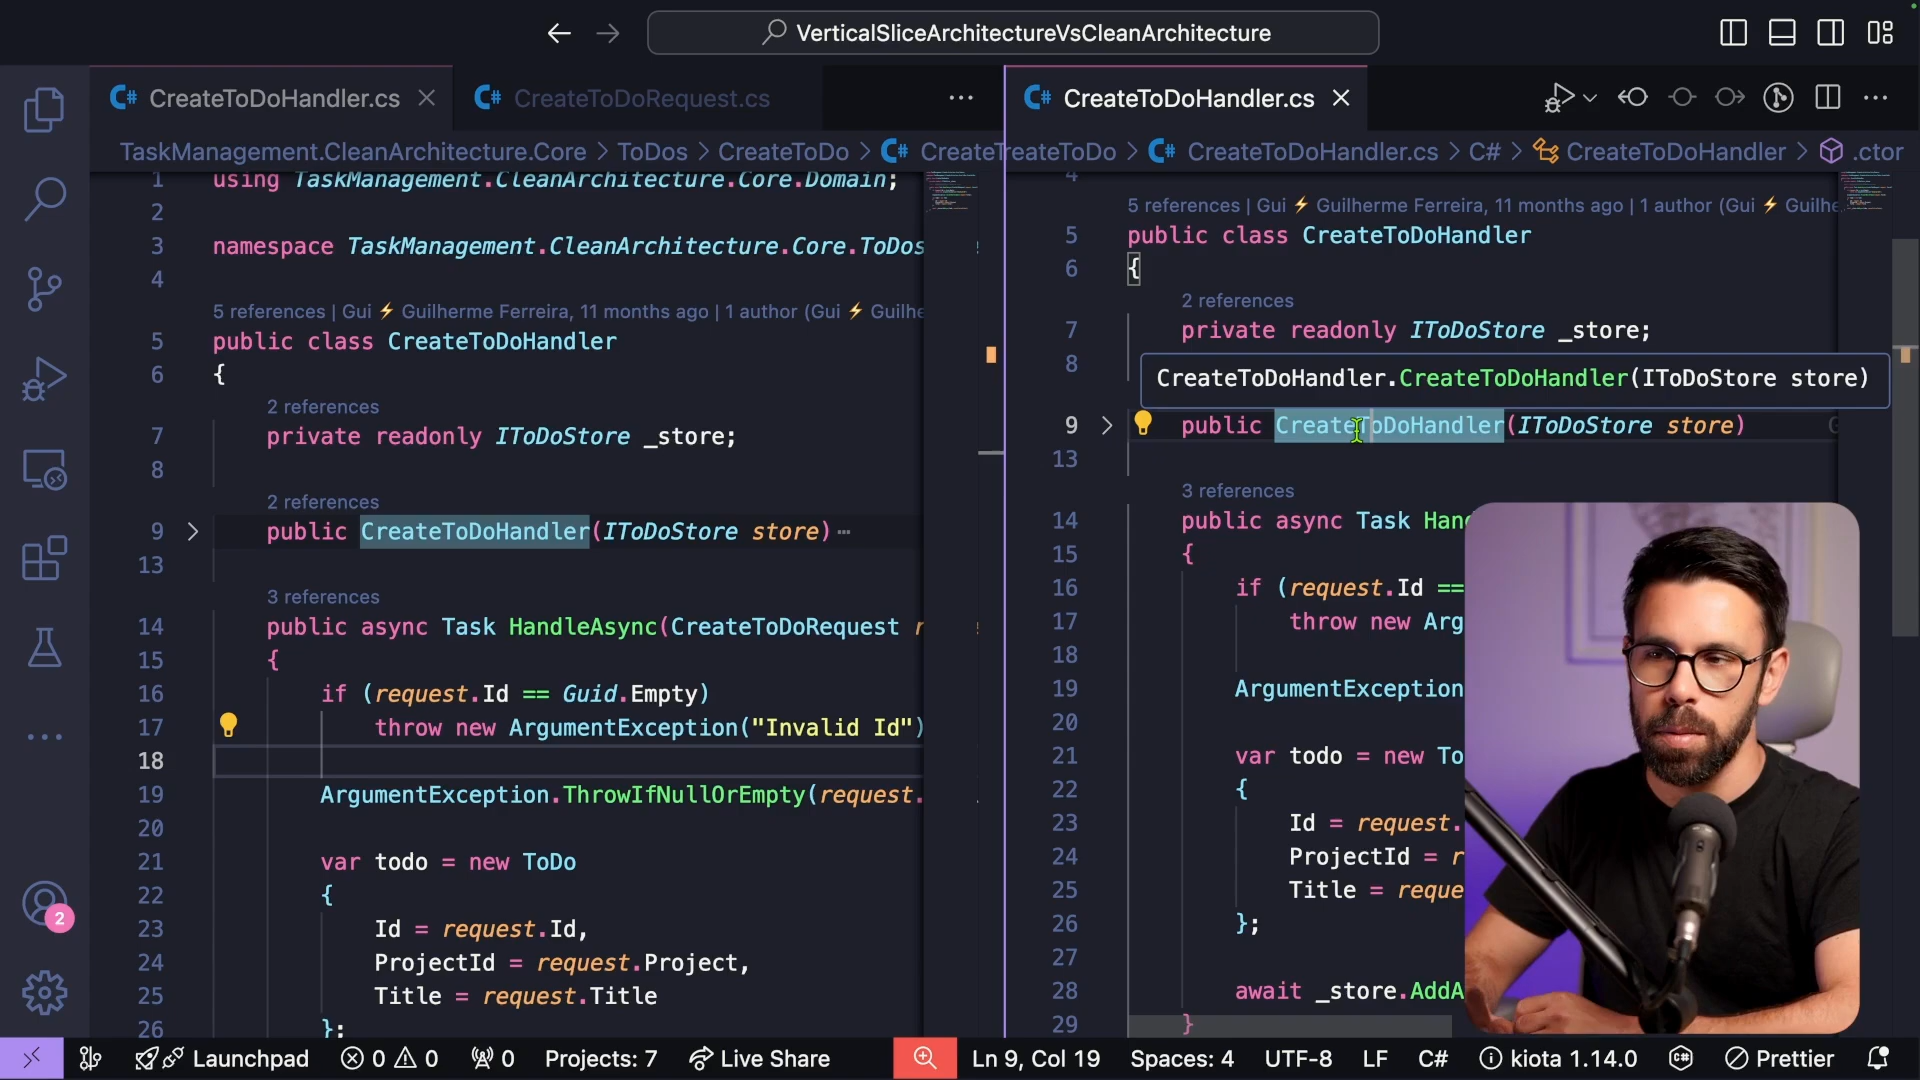 VerticalSliceArchitectureVsCleanArchitecture
CreateToDoHandler.cs
CreateToDoRequest.cs
TaskManagement.CleanArchitecture.Core > ToDos > CreateToDo > Create
1 using TaskManagement.CleanArchitecture.Core.Domain;
2
3 namespace TaskManagement.CleanArchitecture.Core.ToDos
4
5 references | Gui ⚡ Guilherme Ferreira, 11 months ago | 1 author (Gui ⚡ Guilhe
5 public class CreateToDoHandler
6 {
2 references
7 private readonly IToDoStore _store;
8
2 references
9 public CreateToDoHandler(IToDoStore store)
13
3 references
14 public async Task HandleAsync(CreateToDoRequest r
15 {
16 if (request.Id == Guid.Empty)
17 throw new ArgumentException("Invalid Id")
18
19 ArgumentException.ThrowIfNullOrEmpty(request.
20
21 var todo = new ToDo
22 {
23 Id = request.Id,
24 ProjectId = request.Project,
25 Title = request.Title
26 };
CreateToDoHandler.cs
reateToDo > CreateToDoHandler.cs > C# > CreateToDoHandler > .ctor
4
5 references | Gui ⚡ Guilherme Ferreira, 11 months ago | 1 author (Gui ⚡ Guilhe
5 public class CreateToDoHandler
6 {
2 references
7 private readonly IToDoStore _store;
8
CreateToDoHandler.CreateToDoHandler(IToDoStore store)
9 public CreateToDoHandler(IToDoStore store)
13
3 references
14 public async Task Han
15 {
16 if (request.Id ==
17 throw new Arg
18
19 ArgumentException
20
21 var todo = new To
22 {
23 Id = request.
24 ProjectId = r
25 Title = reque
26 };
27
28 await _store.AddA
29 }
2
Launchpad 0 0 0 Projects: 7 Live Share Ln 9, Col 19 Spaces: 4 UTF-8 LF C# kiota 1.14.0 Prettier